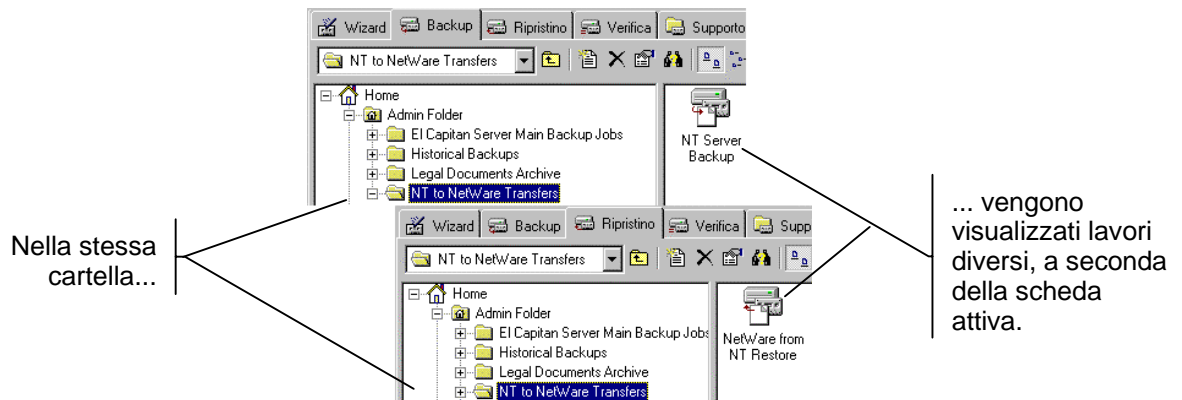 Wizard Backup Ripristino Verifica Supporto
NT to NetWare Transfers
Home
Admin Folder
El Capitan Server Main Backup Jobs
Historical Backups
Legal Documents Archive
NT to NetWare Transfers
NT Server
Backup
Wizard Backup Ripristino Verifica Supp
NT to NetWare Transfers
Home
Admin Folder
El Capitan Server Main Backup Jobs
Historical Backups
Legal Documents Archive
NT to NetWare Transfers
NetWare from
NT Restore
Nella stessa
cartella...
... vengono
visualizzati lavori
diversi, a seconda
della scheda
attiva.